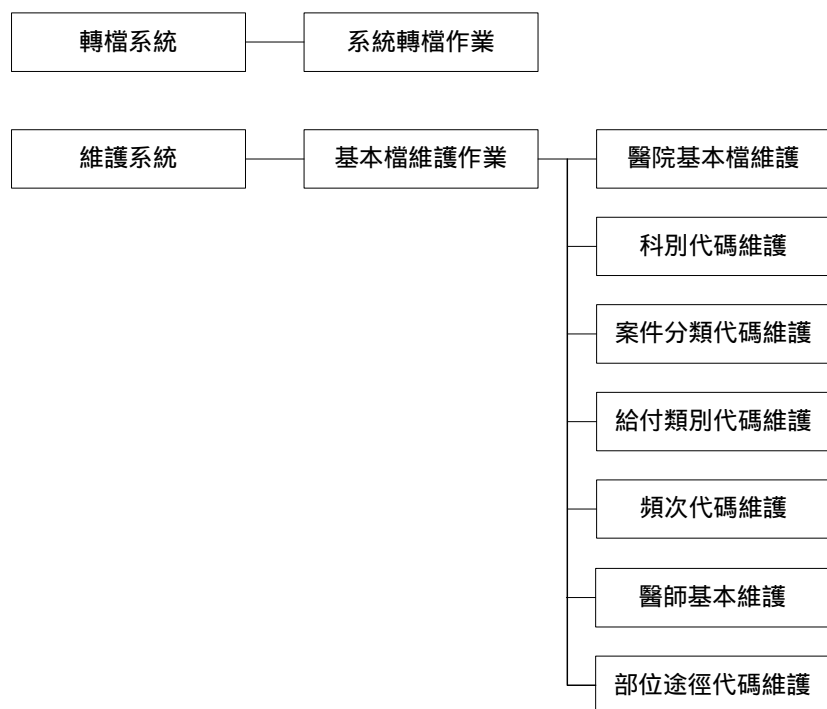 轉檔系統
系統轉檔作業
維護系統
基本檔維護作業
醫院基本檔維護
科別代碼維護
案件分類代碼維護
給付類別代碼維護
頻次代碼維護
醫師基本維護
部位途徑代碼維護